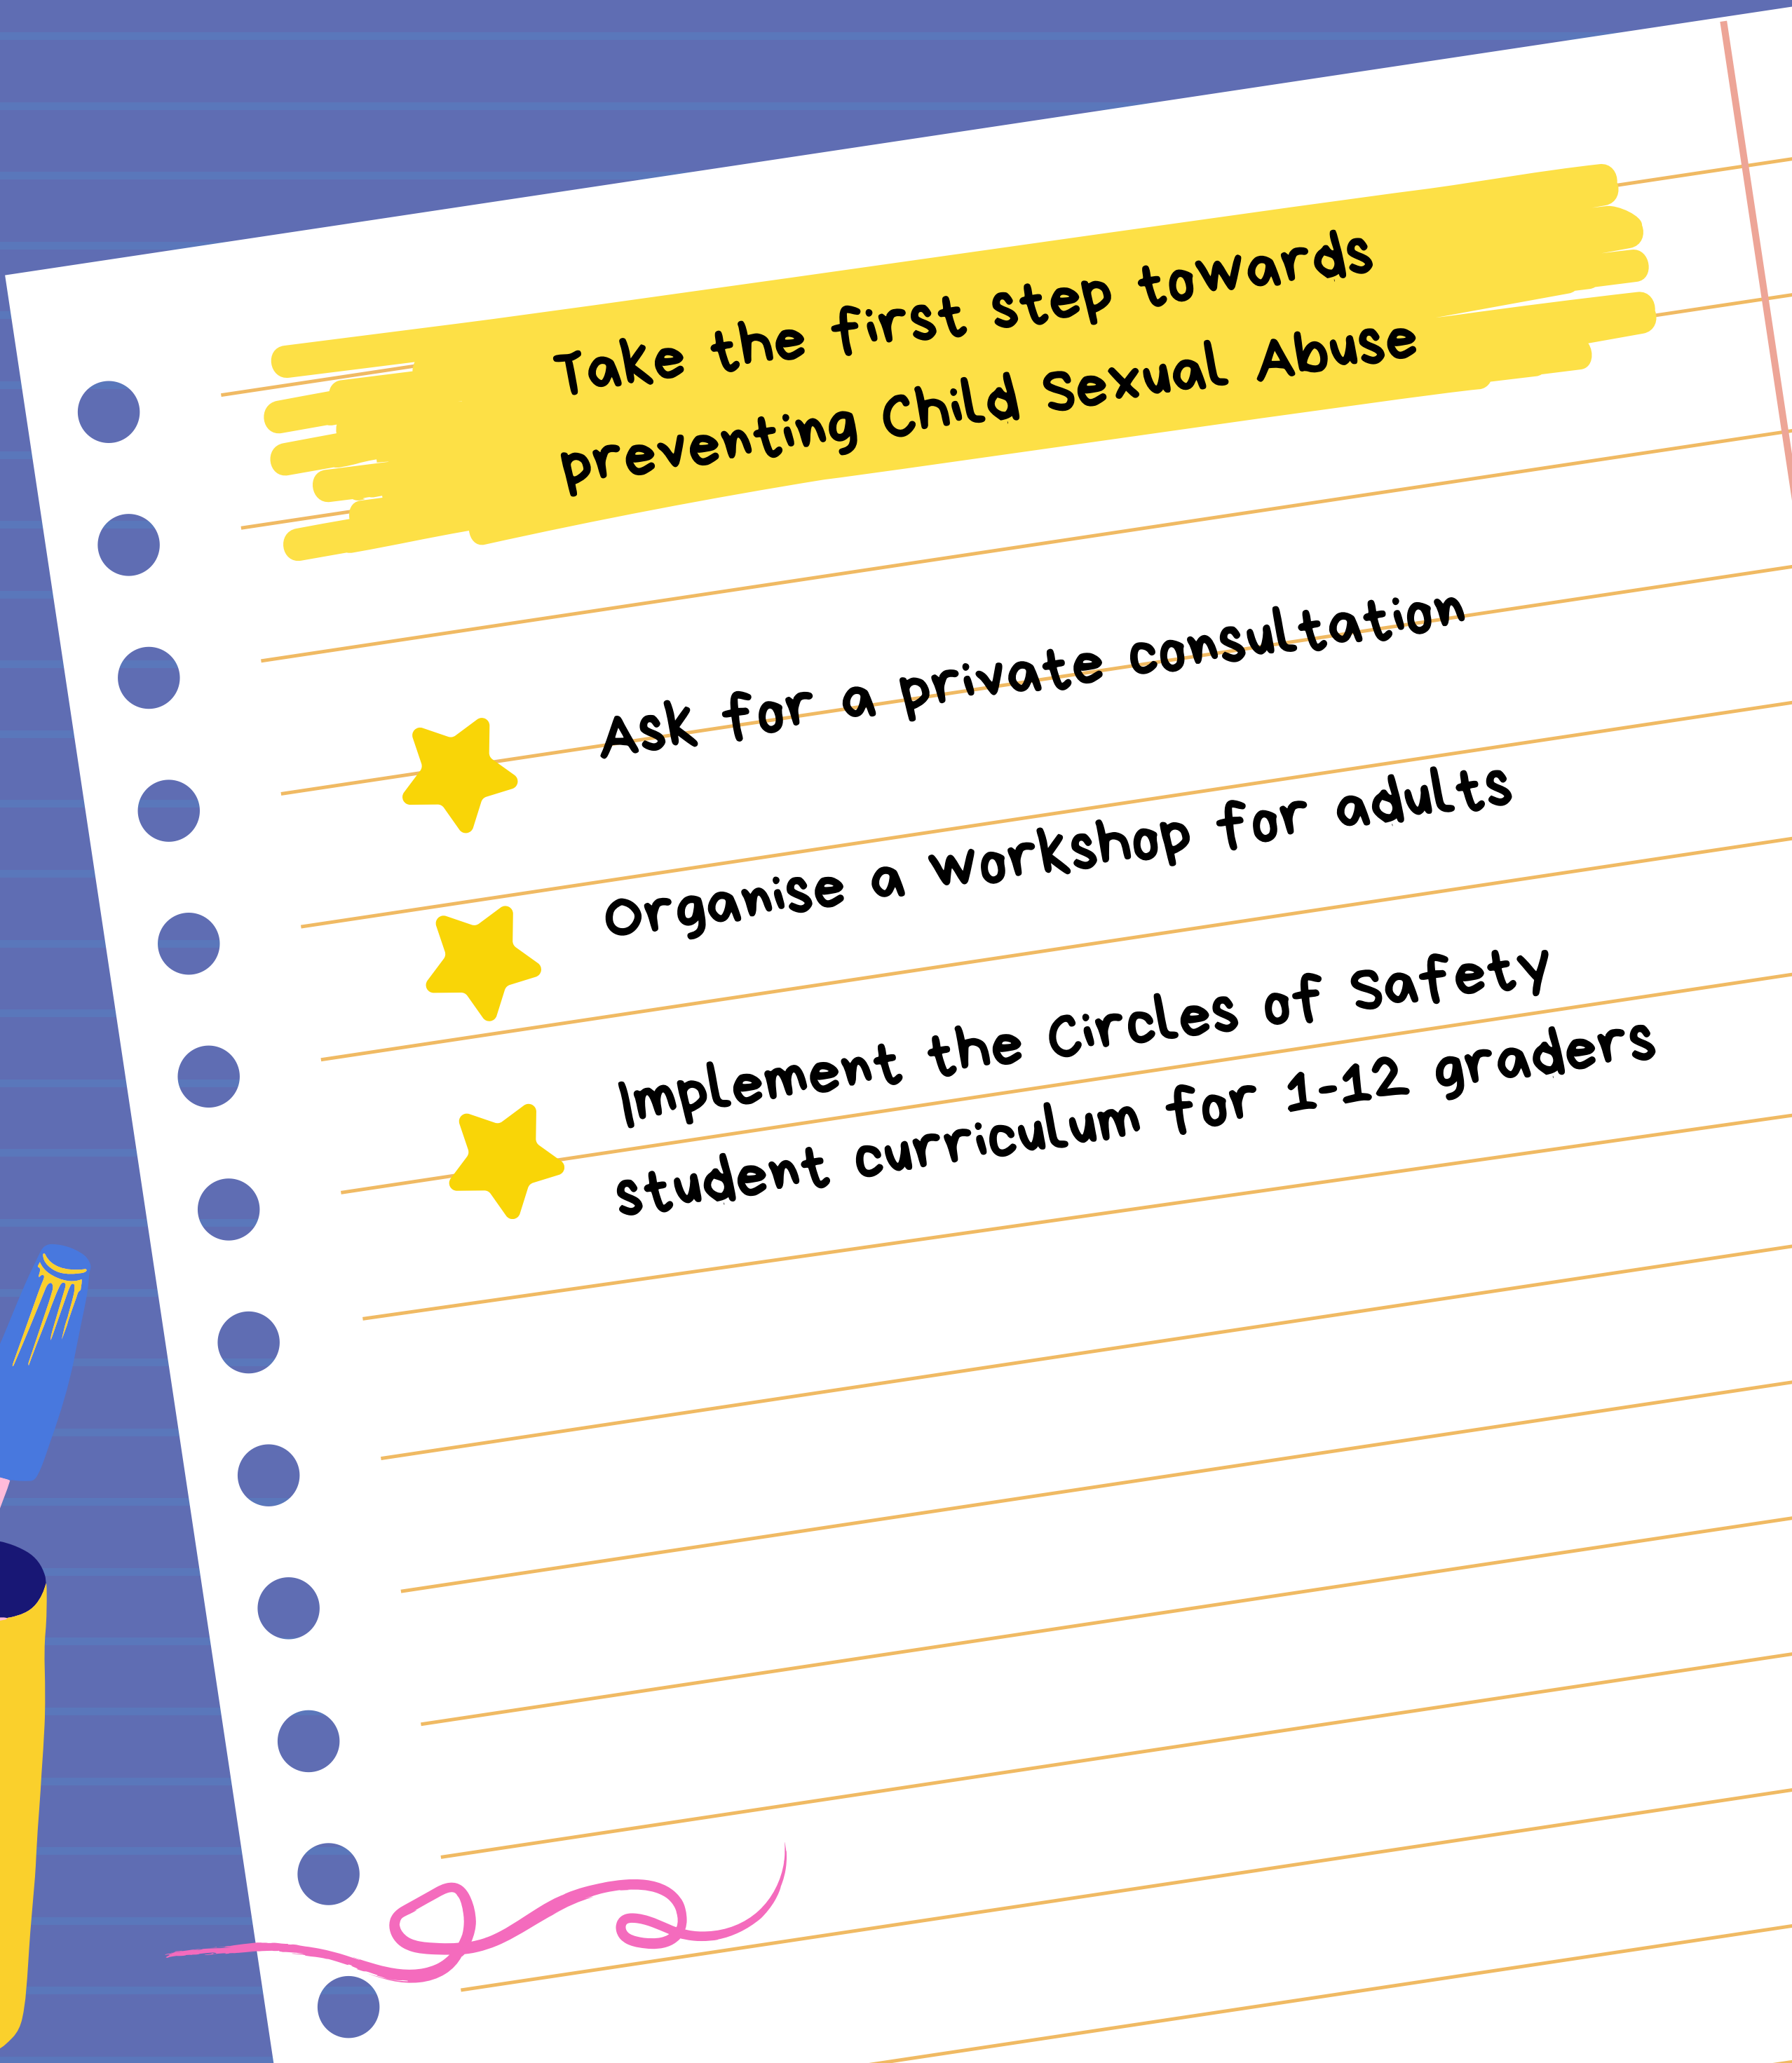 Take the first step towards
preventing Child Sexual Abuse
Ask for a private consultation
Organise a workshop for adults
Implement the Circles of Safety
student curriculum for 1-12 graders